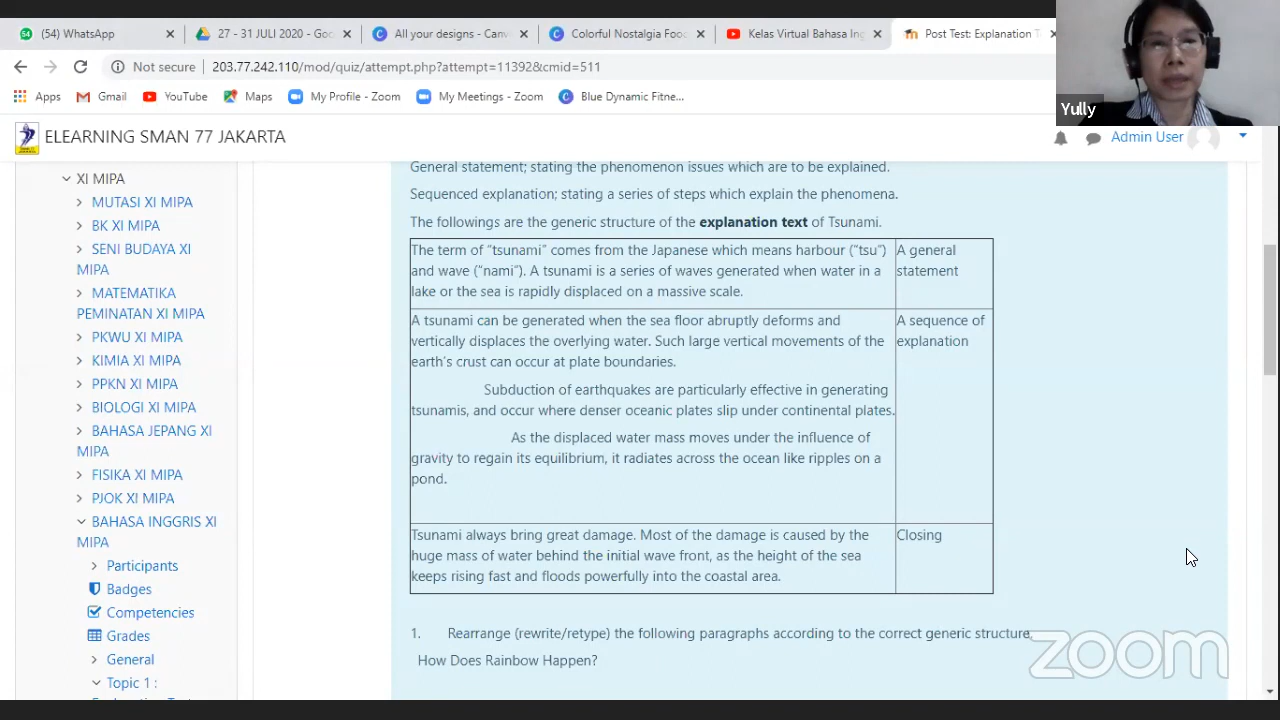 (54) WhatsApp
27 - 31 JULI 2020 - Goo
All your designs - Canv
Colorful Nostalgia Foo
Kelas Virtual Bahasa In
Post Test: Explanation T
Not secure 203.77.242.110/mod/quiz/attempt.php?attempt=11392&cmid=511
Apps Gmail YouTube Maps My Profile - Zoom My Meetings - Zoom Blue Dynamic Fitne...
Yully
ELEARNING SMAN 77 JAKARTA
Admin User
XI MIPA
MUTASI XI MIPA
BK XI MIPA
SENI BUDAYA XI
MIPA
MATEMATIKA
PEMINATAN XI MIPA
PKWU XI MIPA
KIMIA XI MIPA
PPKN XI MIPA
BIOLOGI XI MIPA
BAHASA JEPANG XI
MIPA
FISIKA XI MIPA
PJOK XI MIPA
BAHASA INGGRIS XI
MIPA
Participants
Badges
Competencies
Grades
General
Topic 1 :
General statement; stating the phenomenon issues which are to be explained.
Sequenced explanation; stating a series of steps which explain the phenomena.
The followings are the generic structure of the explanation text of Tsunami.
The term of “tsunami” comes from the Japanese which means harbour (“tsu”)
and wave (“nami”). A tsunami is a series of waves generated when water in a
lake or the sea is rapidly displaced on a massive scale.
A general
statement
A tsunami can be generated when the sea floor abruptly deforms and
vertically displaces the overlying water. Such large vertical movements of the
earth’s crust can occur at plate boundaries.
Subduction of earthquakes are particularly effective in generating
tsunamis, and occur where denser oceanic plates slip under continental plates.
As the displaced water mass moves under the influence of
gravity to regain its equilibrium, it radiates across the ocean like ripples on a
pond.
A sequence of
explanation
Tsunami always bring great damage. Most of the damage is caused by the
huge mass of water behind the initial wave front, as the height of the sea
keeps rising fast and floods powerfully into the coastal area.
Closing
1. Rearrange (rewrite/retype) the following paragraphs according to the correct generic structure.
How Does Rainbow Happen?
zoom